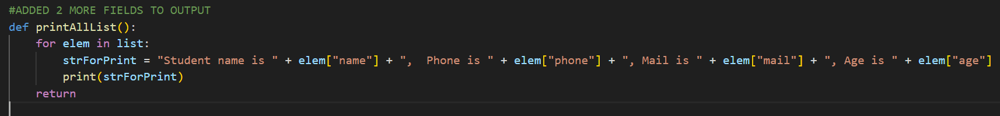 #ADDED 2 MORE FIELDS TO OUTPUT
def printAllList():
    for elem in list:
        strForPrint = "Student name is " + elem["name"] + ",  Phone is " + elem["phone"] + ", Mail is " + elem["mail"] + ", Age is " + elem["age"]
        print(strForPrint)
    return